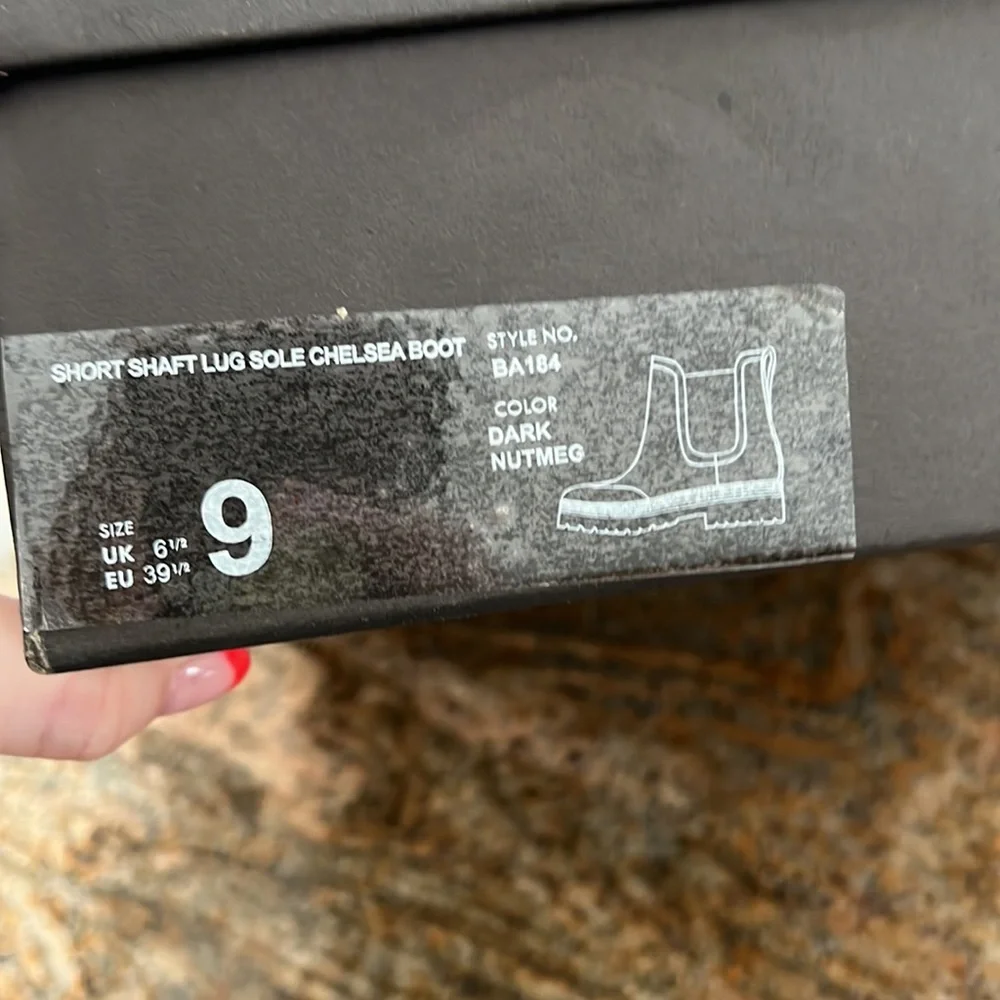 SHORT SHAFT LUG SOLE CHELSEA BOOT
STYLE NO.
BA184
COLOR
DARK
NUTMEG
SIZE
UK 6 1/2
EU 39 1/2
9